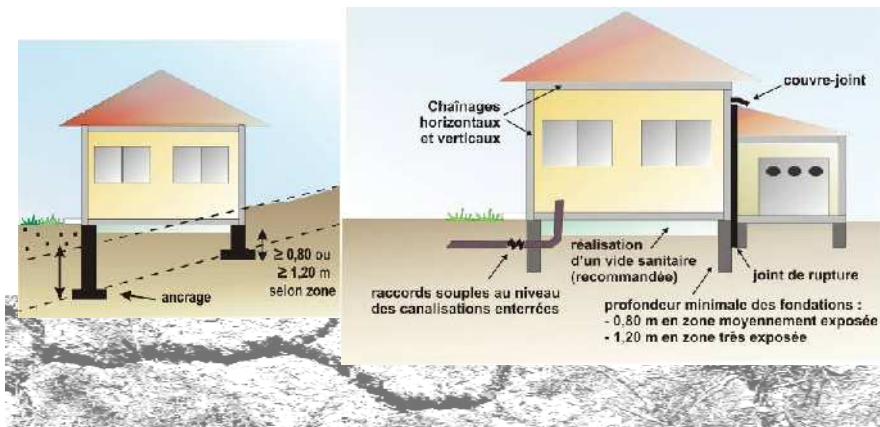 ≥ 0,80 ou
≥ 1,20 m
selon zone
ancrage
couvre-joint
Chaînages
horizontaux
et verticaux
réalisation
d'un vide sanitaire
(recommandée)
joint de rupture
raccords souples au niveau
des canalisations enterrées
profondeur minimale des fondations :
- 0,80 m en zone moyennement exposée
- 1,20 m en zone très exposée